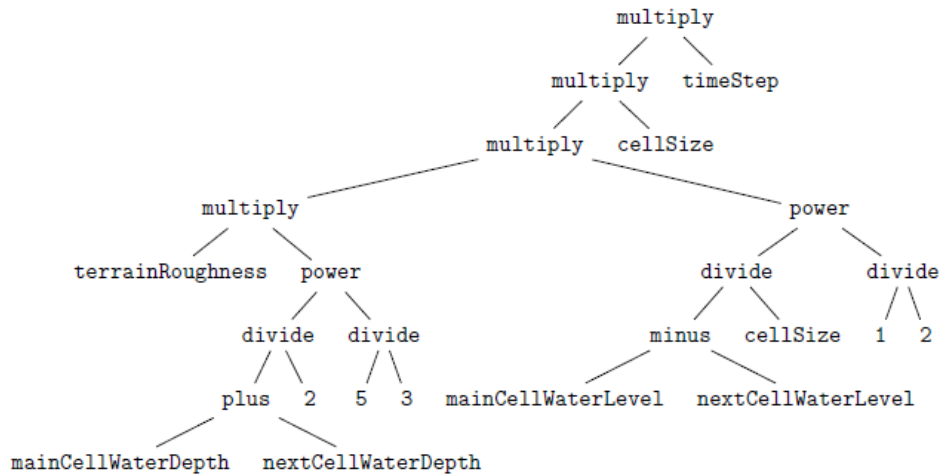 multiply
multiply timeStep
multiply cellSize
multiply power
terrainRoughness power divide divide
divide divide minus cellSize 1 2
plus 2 5 3 mainCellWaterLevel nextCellWaterLevel
mainCellWaterDepth nextCellWaterDepth